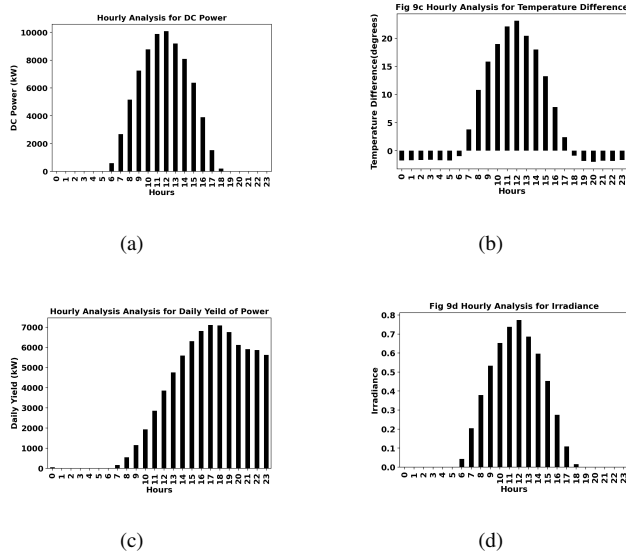 Hourly Analysis for DC Power
DC Power (kW)
10000
8000
6000
4000
2000
0
0 1 2 3 4 5 6 7 8 9 10 11 12 13 14 15 16 17 18 19 20 21 22 23
Hours
(a)
Fig 9c Hourly Analysis for Temperature Difference
Temperature Difference(degrees)
20
15
10
5
0
0 1 2 3 4 5 6 7 8 9 10 11 12 13 14 15 16 17 18 19 20 21 22 23
Hours
(b)
Hourly Analysis Analysis for Daily Yeild of Power
Daily Yield (kW)
7000
6000
5000
4000
3000
2000
1000
0
0 1 2 3 4 5 6 7 8 9 10 11 12 13 14 15 16 17 18 19 20 21 22 23
Hours
(c)
Fig 9d Hourly Analysis for Irradiance
Irradiance
0.8
0.7
0.6
0.5
0.4
0.3
0.2
0.1
0.0
0 1 2 3 4 5 6 7 8 9 10 11 12 13 14 15 16 17 18 19 20 21 22 23
Hours
(d)